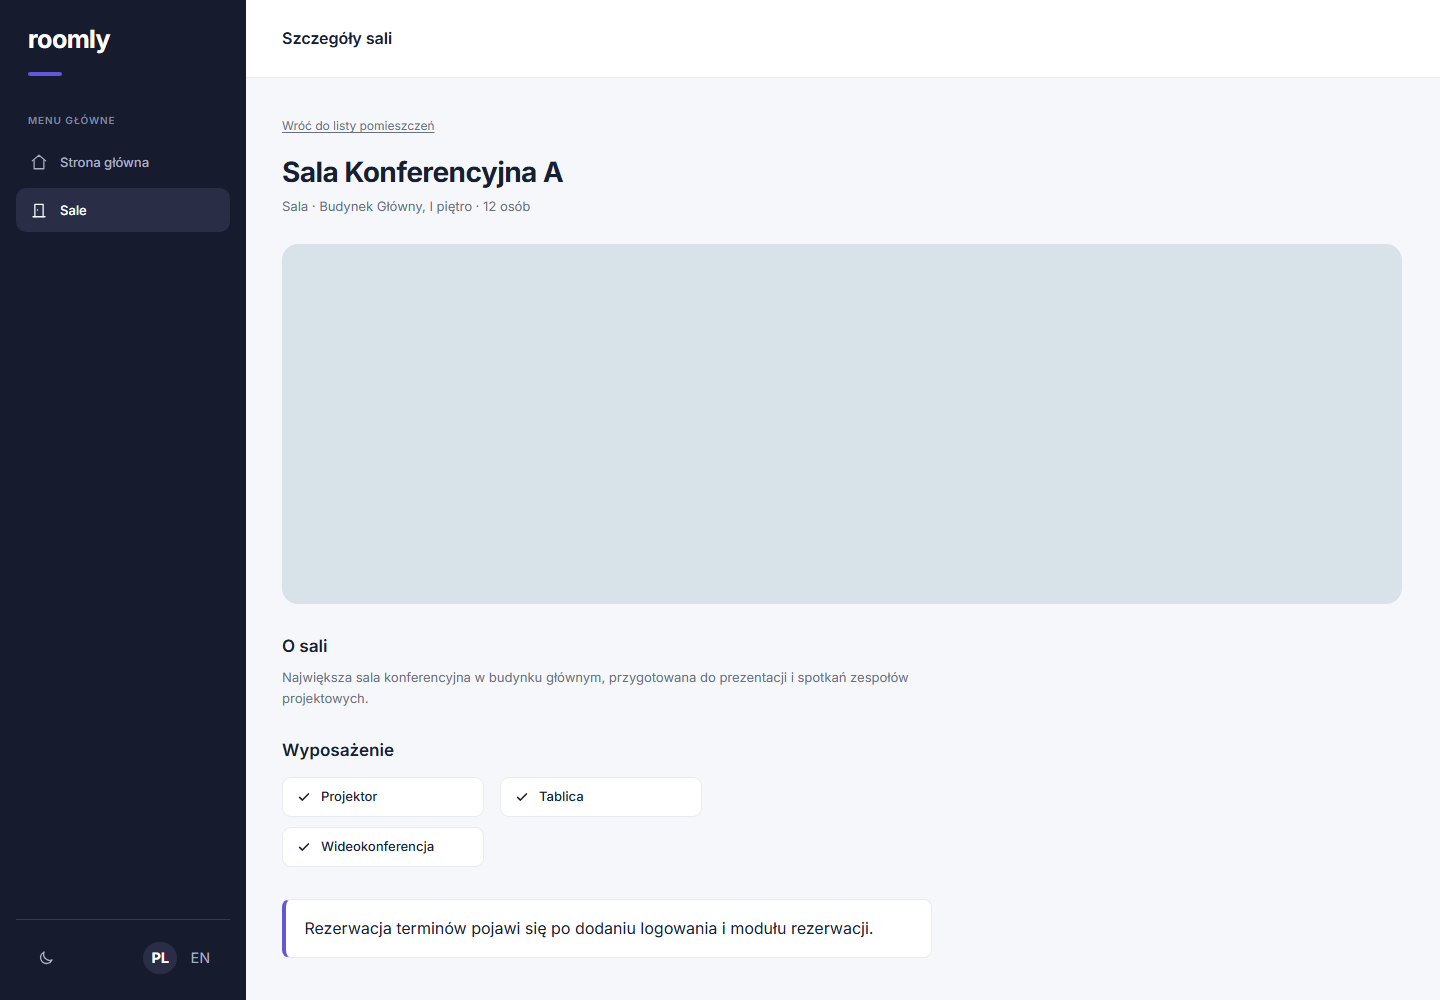 roomly
MENU GŁÓWNE
Strona główna
Sale
PL
EN
Szczegóły sali
Wróć do listy pomieszczeń
Sala Konferencyjna A
Sala · Budynek Główny, I piętro · 12 osób
O sali
Największa sala konferencyjna w budynku głównym, przygotowana do prezentacji i spotkań zespołów
projektowych.
Wyposażenie
Projektor
Tablica
Wideokonferencja
Rezerwacja terminów pojawi się po dodaniu logowania i modułu rezerwacji.